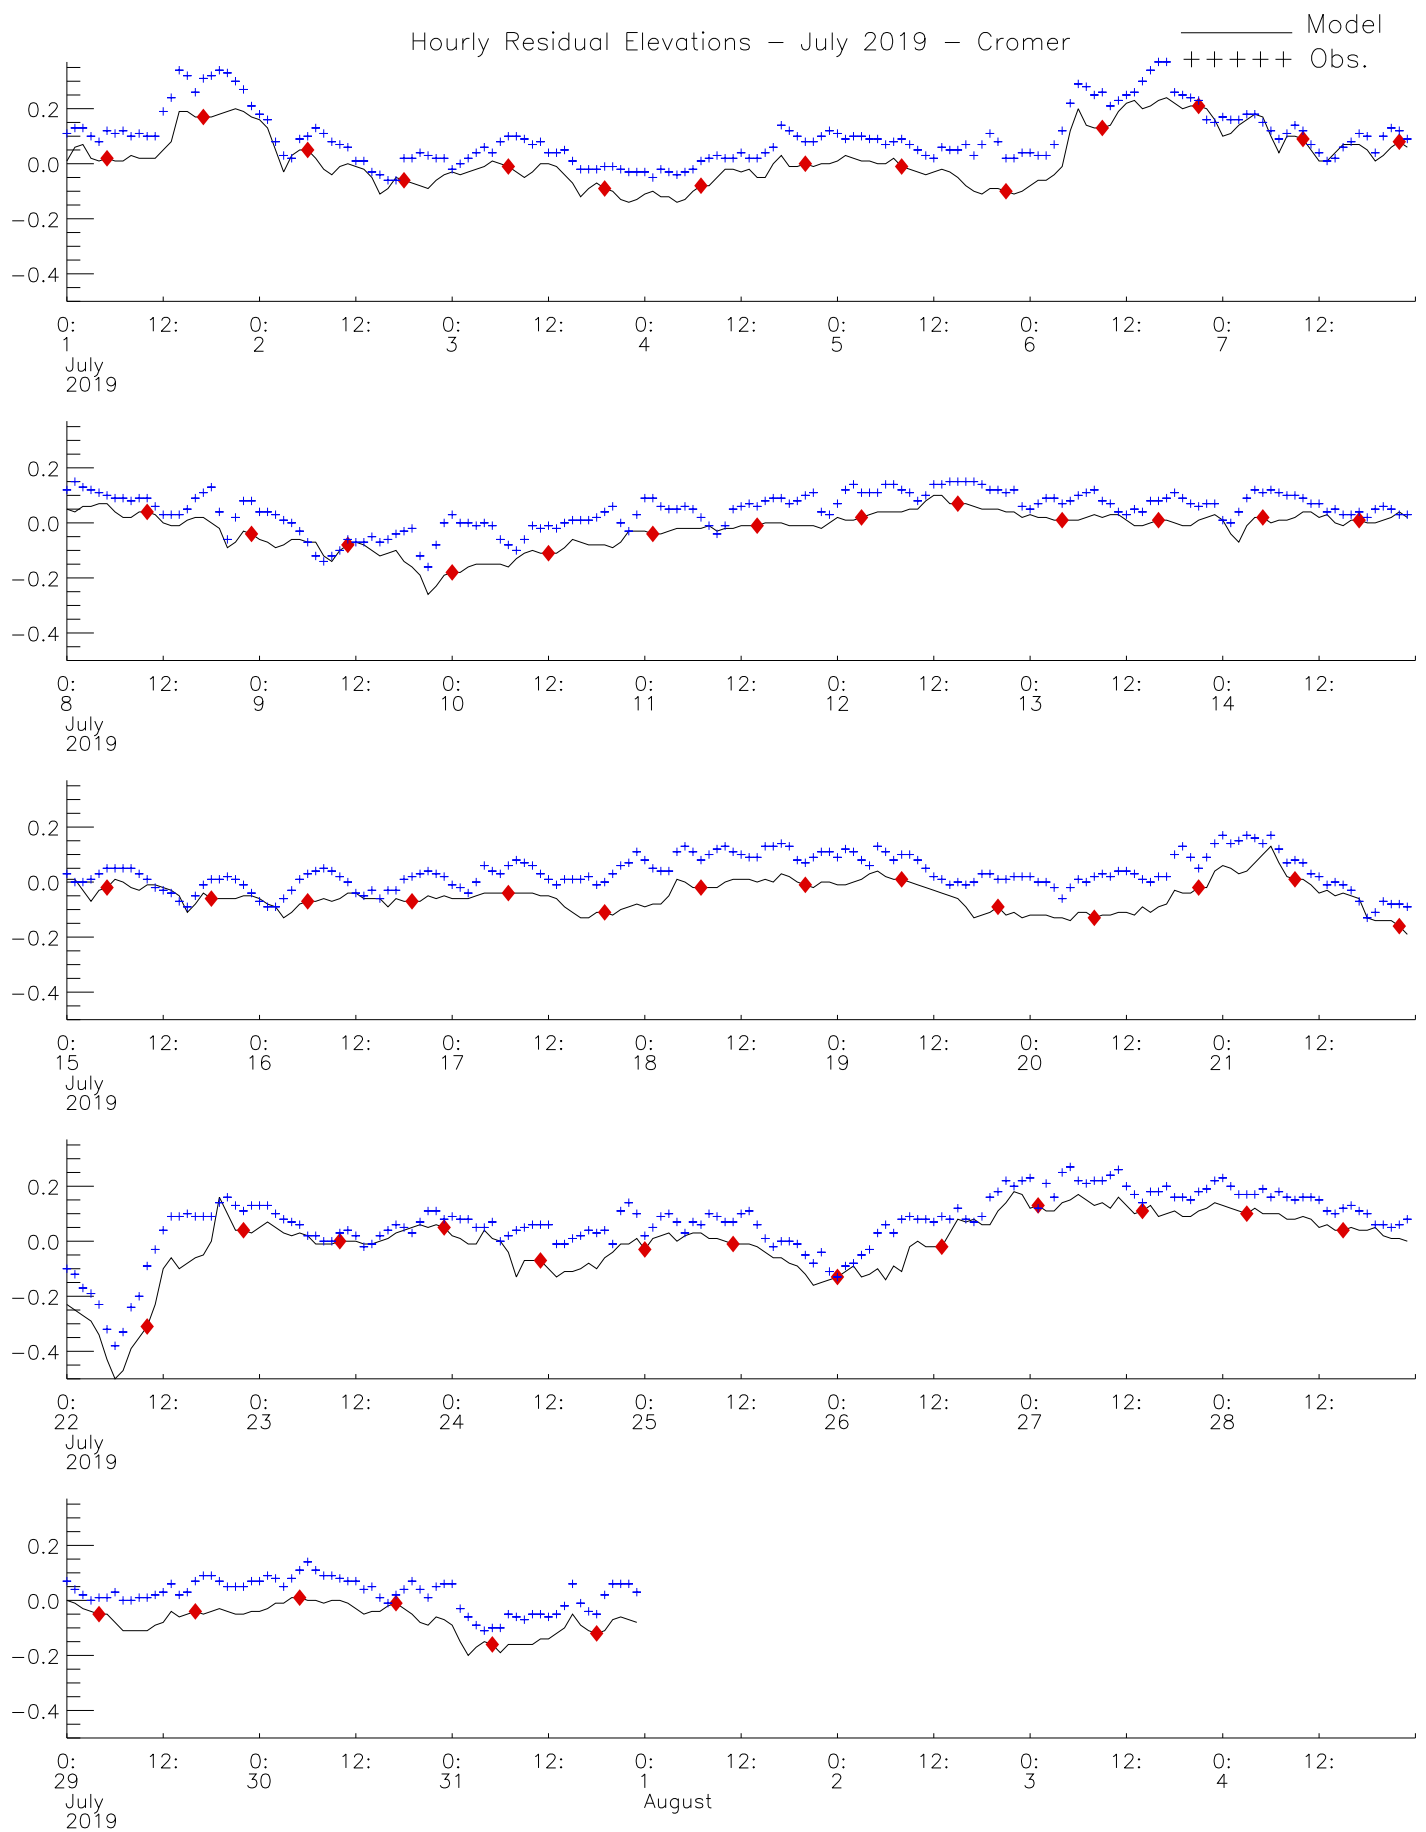 Hourly Residual Elevations − July 2019 − Cromer
Model
+++++ Obs.
0.2
0.0
−0.2
−0.4
0: 12: 0: 12: 0: 12: 0: 12: 0: 12: 0: 12: 0: 12:
1 2 3 4 5 6 7
July
2019
0.2
0.0
−0.2
−0.4
0: 12: 0: 12: 0: 12: 0: 12: 0: 12: 0: 12: 0: 12:
8 9 10 11 12 13 14
July
2019
0.2
0.0
−0.2
−0.4
0: 12: 0: 12: 0: 12: 0: 12: 0: 12: 0: 12: 0: 12:
15 16 17 18 19 20 21
July
2019
0.2
0.0
−0.2
−0.4
0: 12: 0: 12: 0: 12: 0: 12: 0: 12: 0: 12: 0: 12:
22 23 24 25 26 27 28
July
2019
0.2
0.0
−0.2
−0.4
0: 12: 0: 12: 0: 12: 0: 12: 0: 12: 0: 12: 0: 12:
29 30 31 1 2 3 4
July August
2019